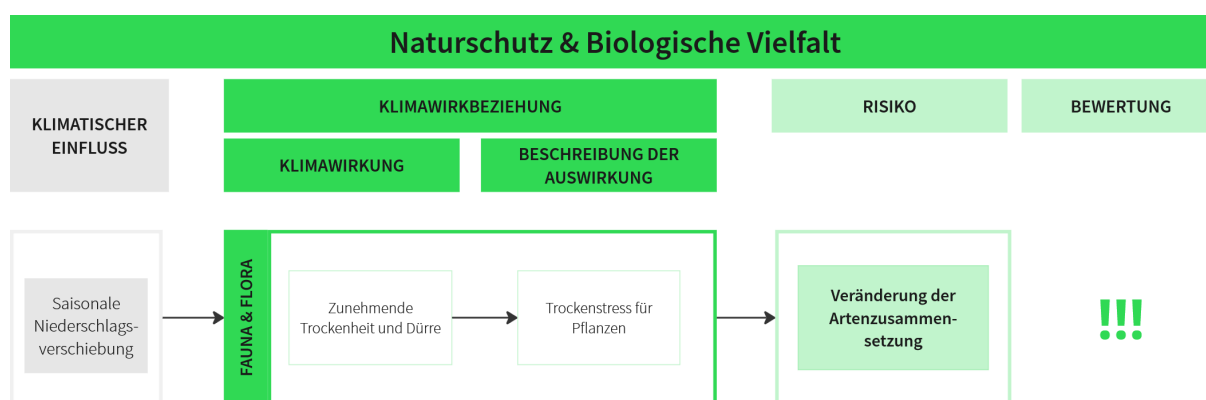 Naturschutz & Biologische Vielfalt
KLIMATISCHER
EINFLUSS
KLIMAWIRKBEZIEHUNG
RISIKO
BEWERTUNG
KLIMAWIRKUNG
BESCHREIBUNG DER
AUSWIRKUNG
Saisonale
Niederschlags-
verschiebung
FAUNA & FLORA
Zunehmende
Trockenheit und Dürre
Trockenstress für
Pflanzen
Veränderung der
Artenzusammen-
setzung
!!!